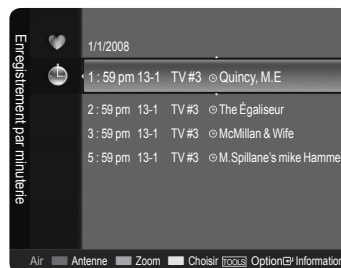 Enregistrement par minuterie
1/1/2008
1 : 59 pm 13-1 TV #3 Quincy, M.E
2 : 59 pm 13-1 TV #3 The Égaliseur
3 : 59 pm 13-1 TV #3 McMillan & Wife
5 : 59 pm 13-1 TV #3 M.Spillane's mike Hamme
Air Antenne Zoom Choisir TOOLS Option Information